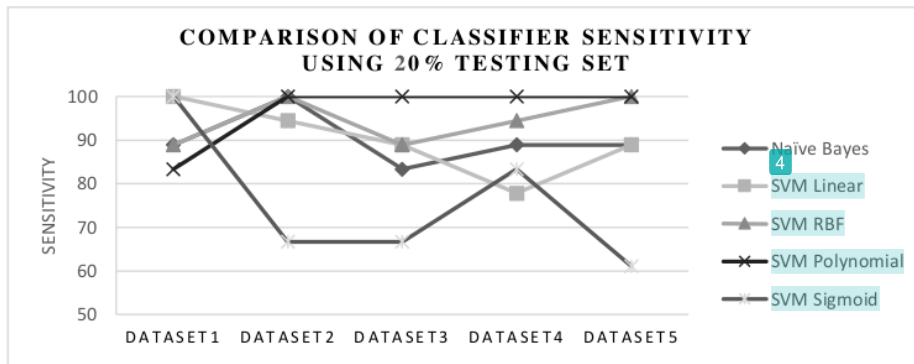 COMPARISON OF CLASSIFIER SENSITIVITY
USING 20% TESTING SET
100
90
80
70
60
50
SENSITIVITY
DATASET1 DATASET2 DATASET3 DATASET4 DATASET5
Naïve Bayes
4
SVM Linear
SVM RBF
SVM Polynomial
SVM Sigmoid